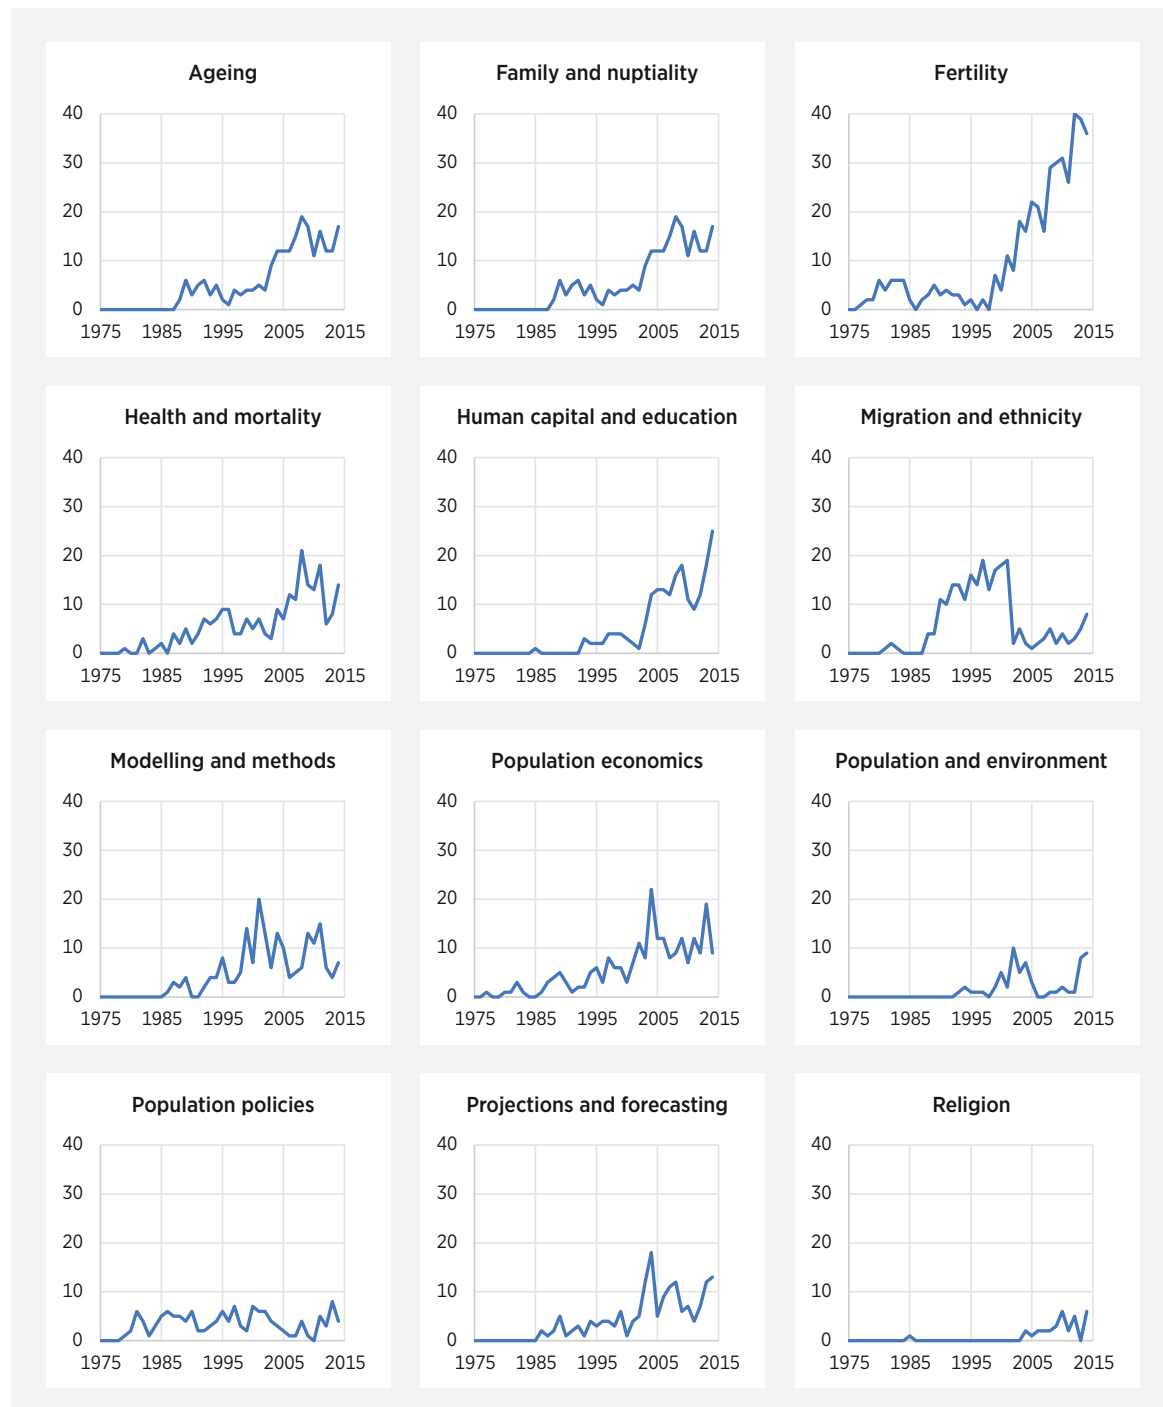 Ageing
Family and nuptiality
Fertility
40
30
20
10
0
1975 1985 1995 2005 2015
40
30
20
10
0
1975 1985 1995 2005 2015
40
30
20
10
0
1975 1985 1995 2005 2015
Health and mortality
Human capital and education
Migration and ethnicity
40
30
20
10
0
1975 1985 1995 2005 2015
40
30
20
10
0
1975 1985 1995 2005 2015
40
30
20
10
0
1975 1985 1995 2005 2015
Modelling and methods
Population economics
Population and environment
40
30
20
10
0
1975 1985 1995 2005 2015
40
30
20
10
0
1975 1985 1995 2005 2015
40
30
20
10
0
1975 1985 1995 2005 2015
Population policies
Projections and forecasting
Religion
40
30
20
10
0
1975 1985 1995 2005 2015
40
30
20
10
0
1975 1985 1995 2005 2015
40
30
20
10
0
1975 1985 1995 2005 2015